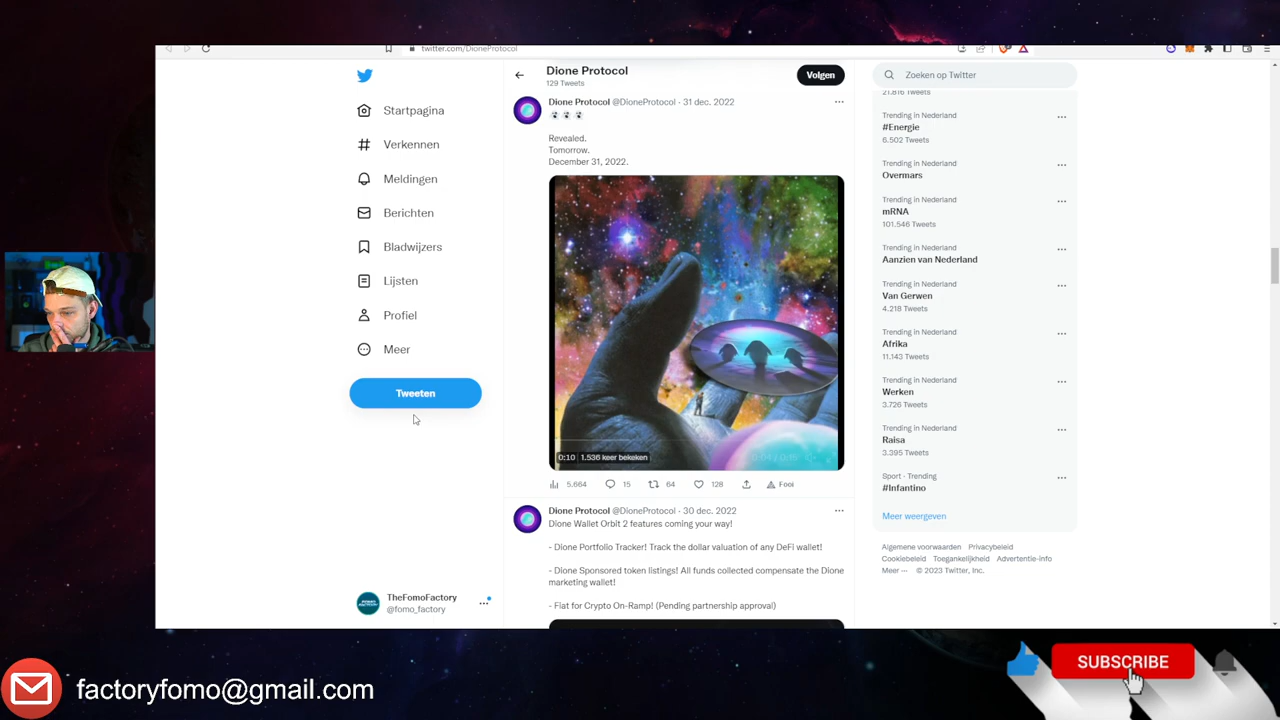 twitter.com/DioneProtocol
Startpagina
Verkennen
Meldingen
Berichten
Bladwijzers
Lijsten
Profiel
Meer
Tweeten
TheFomoFactory
@fomo_factory
Dione Protocol
129 Tweets
Volgen
Dione Protocol @DioneProtocol · 31 dec. 2022
Revealed.
Tomorrow.
December 31, 2022.
0:10 1.536 keer bekeken
5.664 15 64 128 Fooi
Dione Protocol @DioneProtocol · 30 dec. 2022
Dione Wallet Orbit 2 features coming your way!
- Dione Portfolio Tracker! Track the dollar valuation of any DeFi wallet!
- Dione Sponsored token listings! All funds collected compensate the Dione
marketing wallet!
- Fiat for Crypto On-Ramp! (Pending partnership approval)
Zoeken op Twitter
21.816 Tweets
Trending in Nederland
#Energie
6.502 Tweets
Trending in Nederland
Overmars
Trending in Nederland
mRNA
101.546 Tweets
Trending in Nederland
Aanzien van Nederland
Trending in Nederland
Van Gerwen
4.218 Tweets
Trending in Nederland
Afrika
11.143 Tweets
Trending in Nederland
Werken
3.726 Tweets
Trending in Nederland
Raisa
3.395 Tweets
Sport · Trending
#Infantino
Meer weergeven
Algemene voorwaarden Privacybeleid
Cookiebeleid Toegankelijkheid Advertentie-info
Meer ··· © 2023 Twitter, Inc.
factoryfomo@gmail.com
SUBSCRIBE